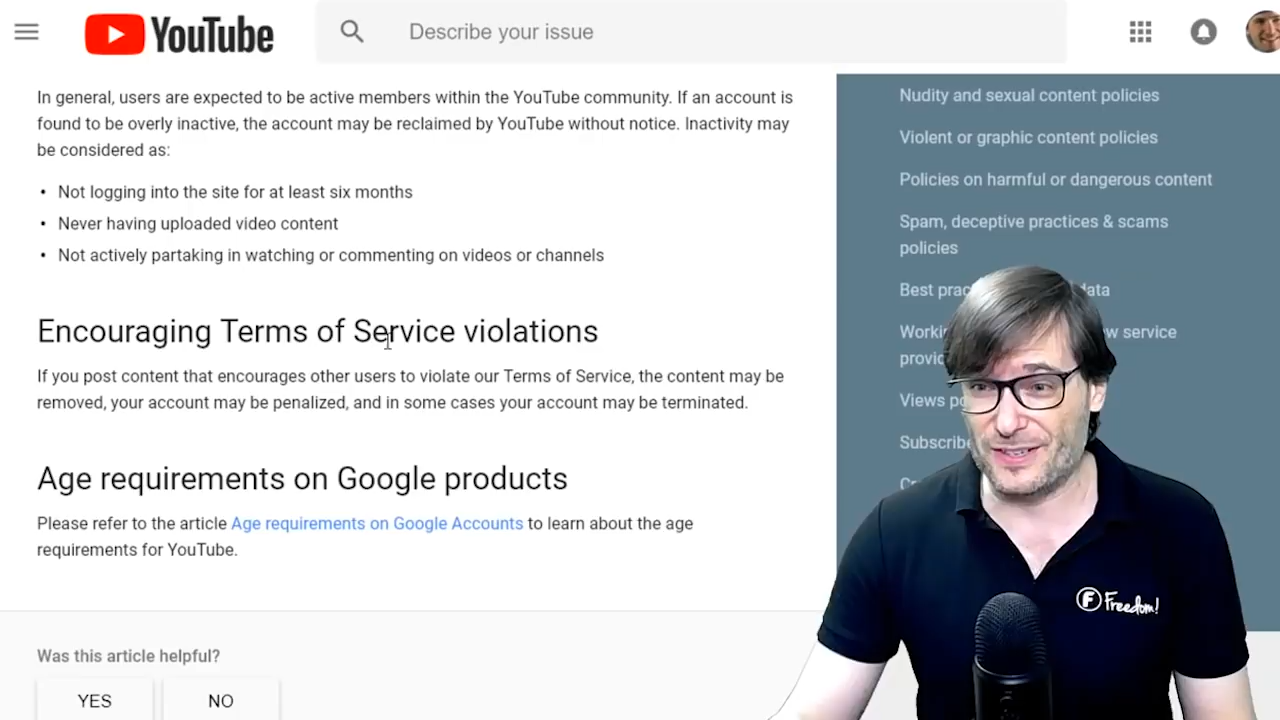 YouTube
Describe your issue
In general, users are expected to be active members within the YouTube community. If an account is
found to be overly inactive, the account may be reclaimed by YouTube without notice. Inactivity may
be considered as:
• Not logging into the site for at least six months
• Never having uploaded video content
• Not actively partaking in watching or commenting on videos or channels
Encouraging Terms of Service violations
If you post content that encourages other users to violate our Terms of Service, the content may be
removed, your account may be penalized, and in some cases your account may be terminated.
Age requirements on Google products
Please refer to the article Age requirements on Google Accounts to learn about the age
requirements for YouTube.
Was this article helpful?
YES
NO
Nudity and sexual content policies
Violent or graphic content policies
Policies on harmful or dangerous content
Spam, deceptive practices & scams
policies
Best
service
Views
F Freedom!